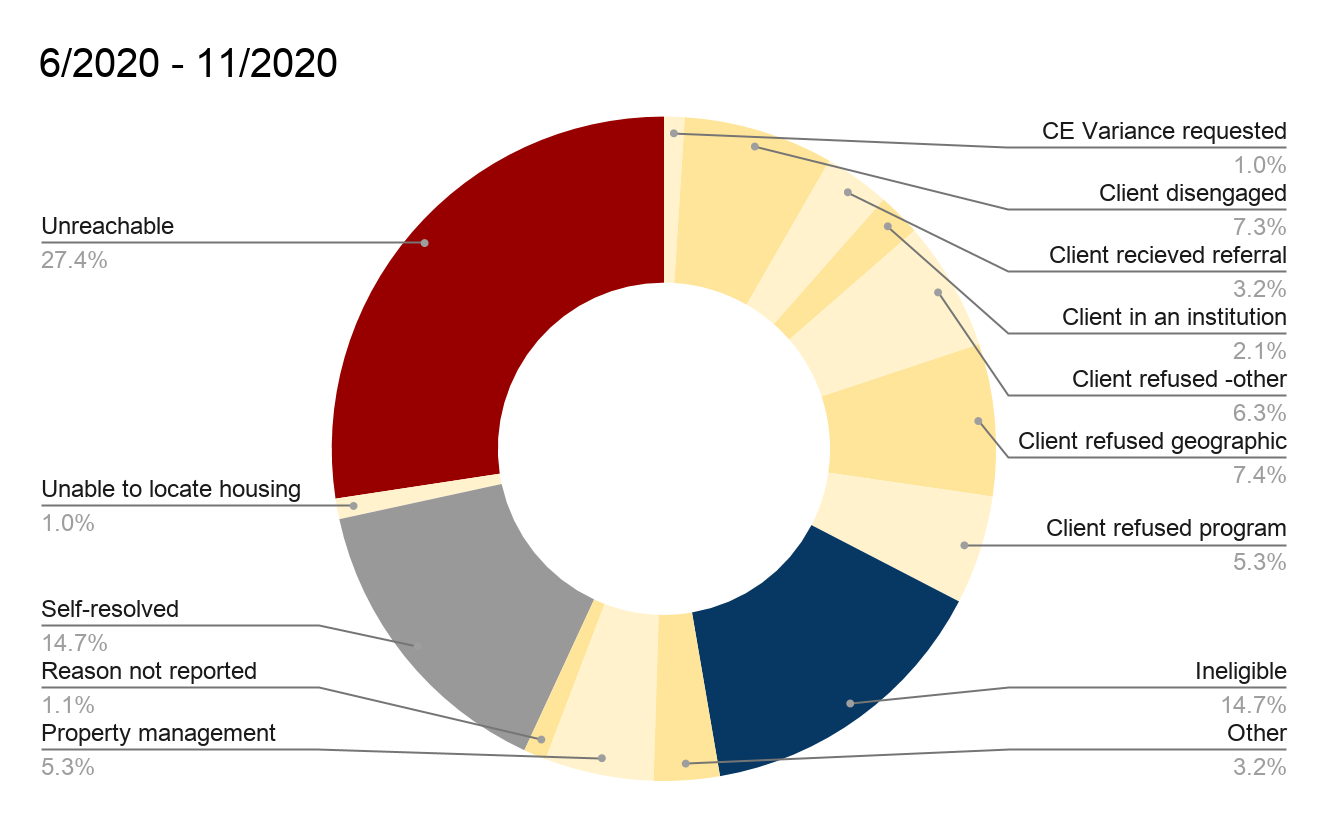 6/2020 - 11/2020
CE Variance requested
1.0%
Client disengaged
7.3%
Client recieved referral
3.2%
Client in an institution
2.1%
Client refused -other
6.3%
Client refused geographic
7.4%
Client refused program
5.3%
Ineligible
14.7%
Other
3.2%
Unreachable
27.4%
Unable to locate housing
1.0%
Self-resolved
14.7%
Reason not reported
1.1%
Property management
5.3%